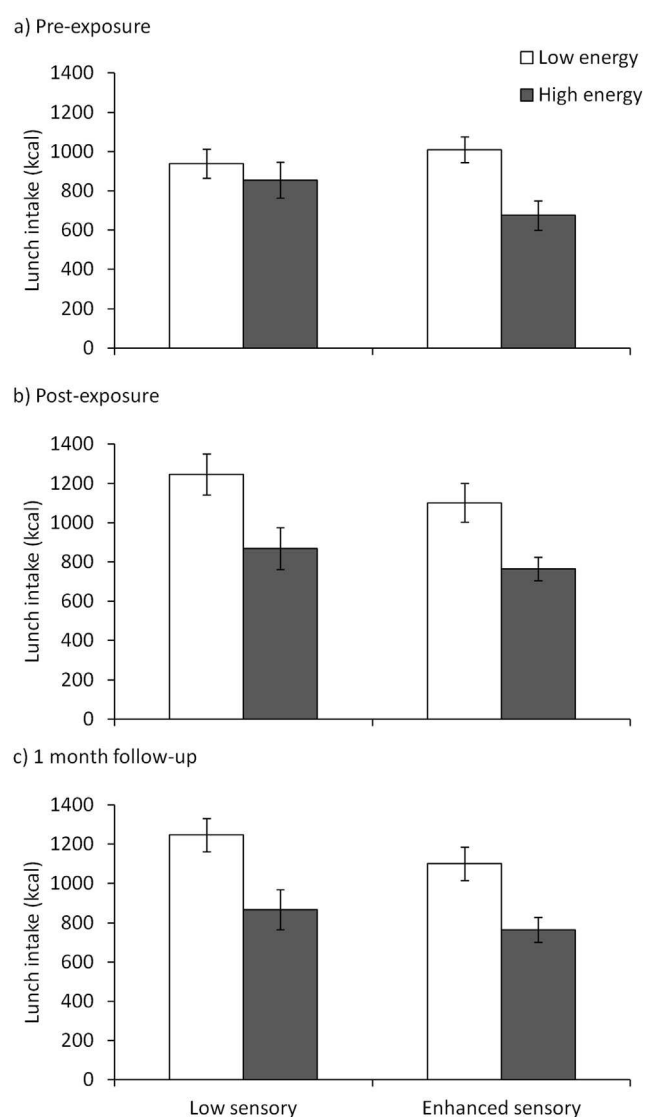 a) Pre-exposure
Low energy
High energy
Lunch intake (kcal)
1400
1200
1000
800
600
400
200
0
b) Post-exposure
Lunch intake (kcal)
1400
1200
1000
800
600
400
200
0
c) 1 month follow-up
Lunch intake (kcal)
1400
1200
1000
800
600
400
200
0
Low sensory Enhanced sensory